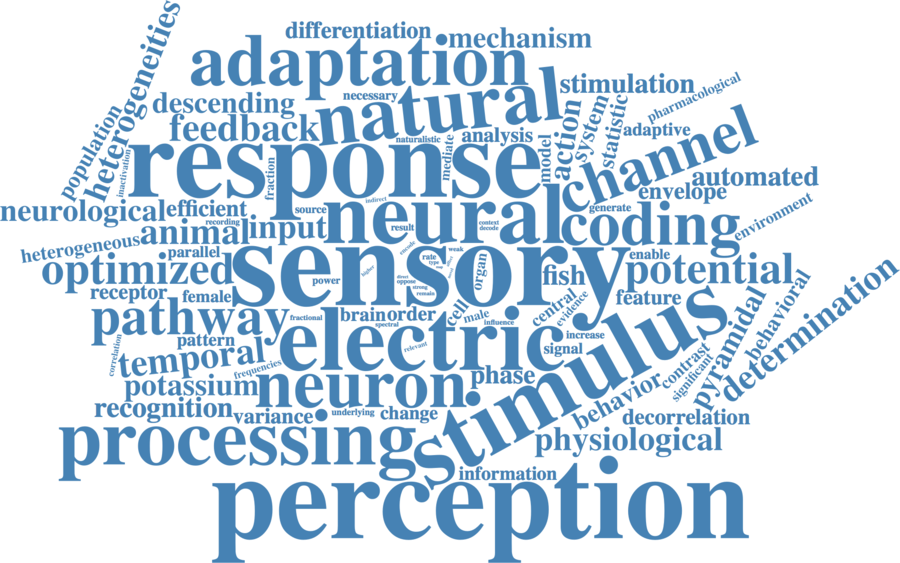 differentiation
mechanism
adaptation
heterogeneities
necessary
natural
stimulation
pharmacological
descending
feedback
naturalistic
analysis
mediate
model
action
system
statistic
adaptive
population
inactivation
response
fraction
indirect
channel
envelope
automated
neurological
efficient
recording
source
neural
generate
coding
environment
animal
input
result
context
decode
heterogeneous
parallel
encode
weak
rate
type
organ
enable
optimized
sensory
power
higher
direct
oppose
strong
remain
fish
potential
receptor
female
feature
pathway
fractional
brain
order
spectral
cell
male
influence
central
evidence
stimulus
pyramidal
behavioral
determination
correlation
pattern
electric
relevant
signal
increase
temporal
frequencies
potassium
neuron
phase
behavior
contrast
significant
recognition
variance
underlying
change
decorrelation
processing
physiological
information
perception